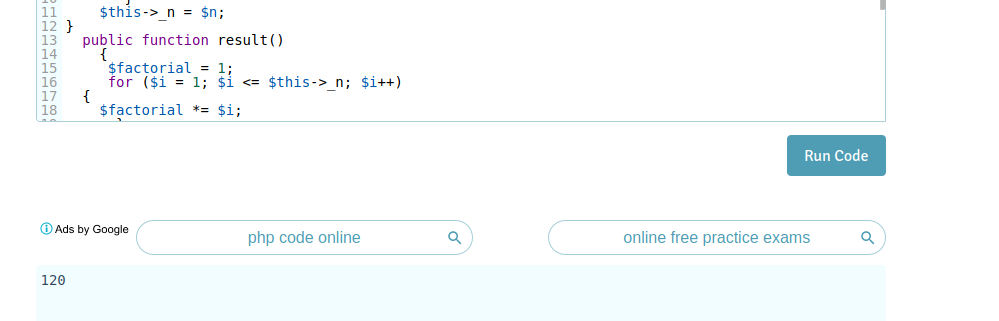 11     $this->_n = $n;
12 }
13   public function result()
14     {
15      $factorial = 1;
16      for ($i = 1; $i <= $this->_n; $i++)
17   {
18     $factorial *= $i;
Run Code
Ads by Google
php code online
online free practice exams
120